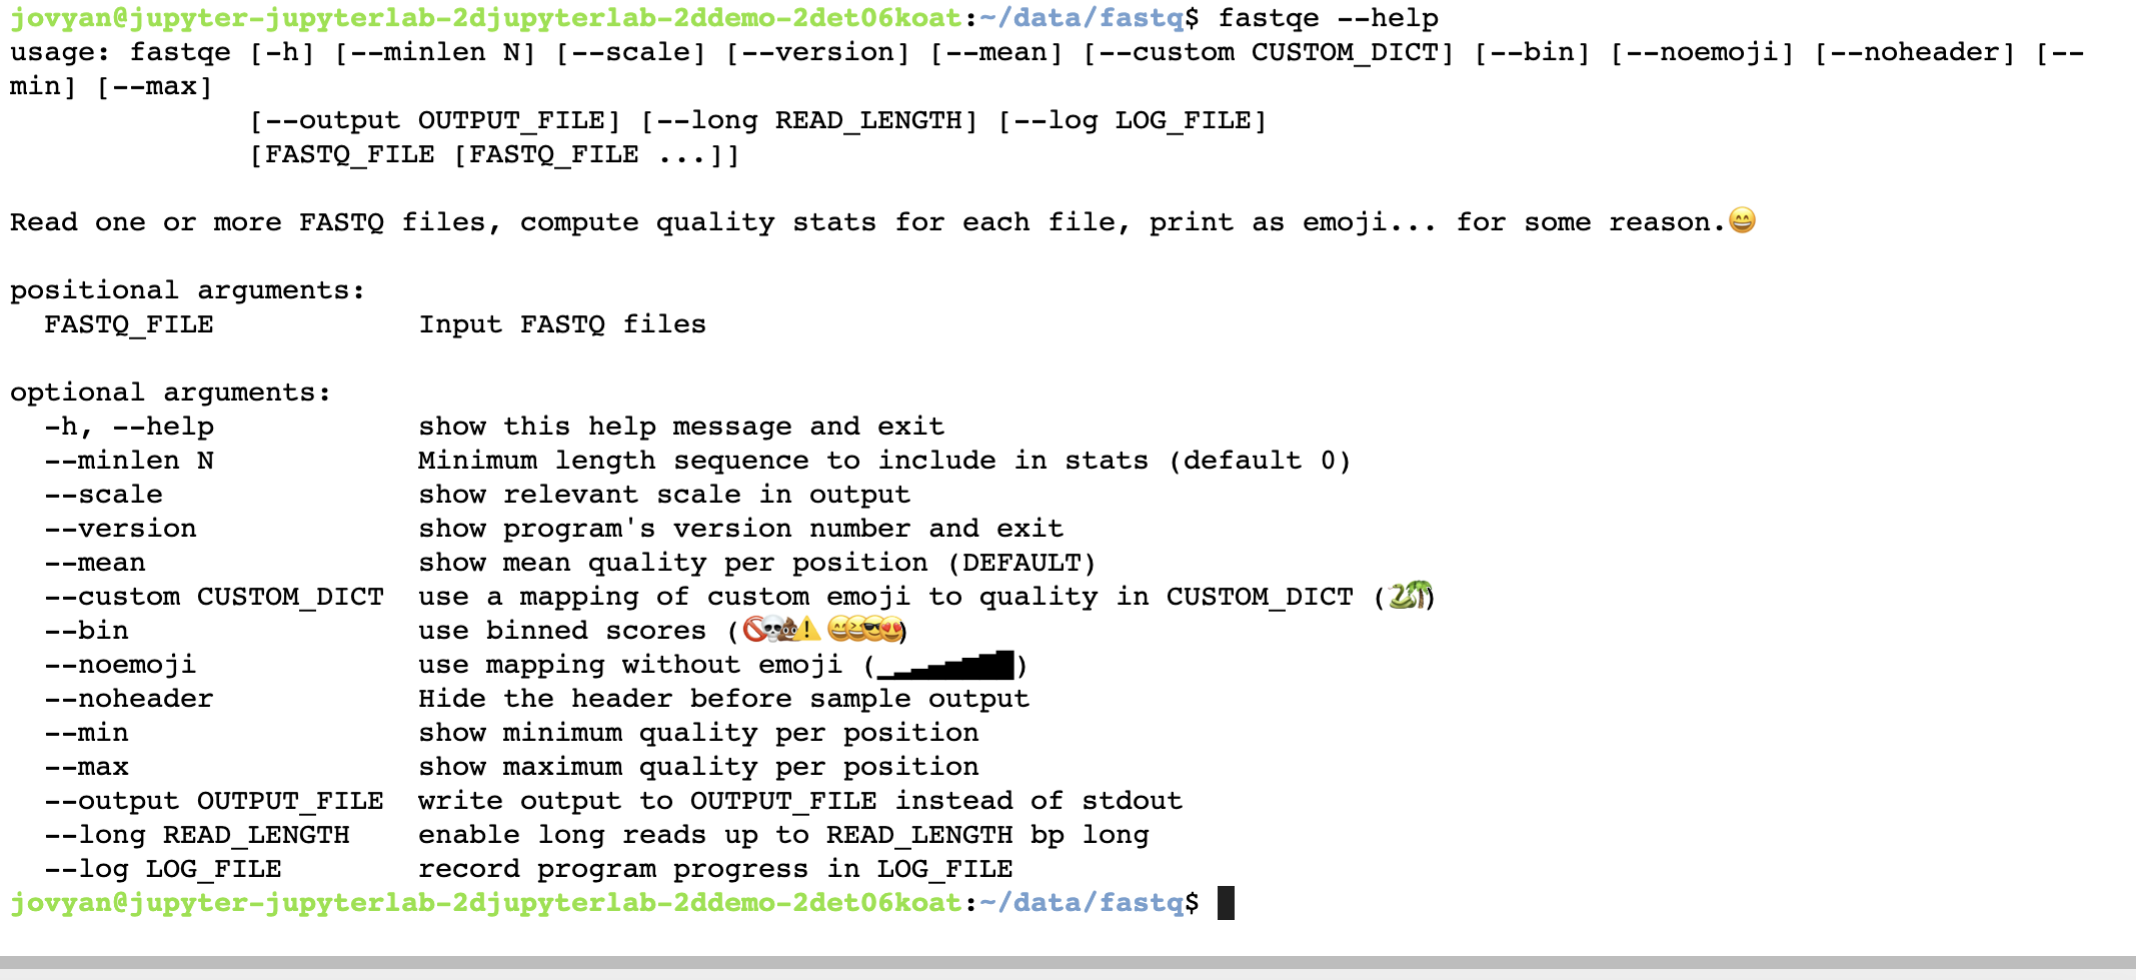 jovyan@jupyter-jupyterlab-2djupyterlab-2ddemo-2det06koat:~/data/fastq$ fastqe --help
usage: fastqe [-h] [--minlen N] [--scale] [--version] [--mean] [--custom CUSTOM_DICT] [--bin] [--noemoji] [--noheader] [--
min] [--max]
              [--output OUTPUT_FILE] [--long READ_LENGTH] [--log LOG_FILE]
              [FASTQ_FILE [FASTQ_FILE ...]]
Read one or more FASTQ files, compute quality stats for each file, print as emoji... for some reason.😄
positional arguments:
  FASTQ_FILE            Input FASTQ files
optional arguments:
  -h, --help            show this help message and exit
  --minlen N            Minimum length sequence to include in stats (default 0)
  --scale               show relevant scale in output
  --version             show program's version number and exit
  --mean                show mean quality per position (DEFAULT)
  --custom CUSTOM_DICT  use a mapping of custom emoji to quality in CUSTOM_DICT (🐍🌴)
  --bin                 use binned scores (🚫💀💩⚠️ 😄😆😎😍)
  --noemoji             use mapping without emoji (▁▂▃▄▅▆▇█)
  --noheader            Hide the header before sample output
  --min                 show minimum quality per position
  --max                 show maximum quality per position
  --output OUTPUT_FILE  write output to OUTPUT_FILE instead of stdout
  --long READ_LENGTH    enable long reads up to READ_LENGTH bp long
  --log LOG_FILE        record program progress in LOG_FILE
jovyan@jupyter-jupyterlab-2djupyterlab-2ddemo-2det06koat:~/data/fastq$